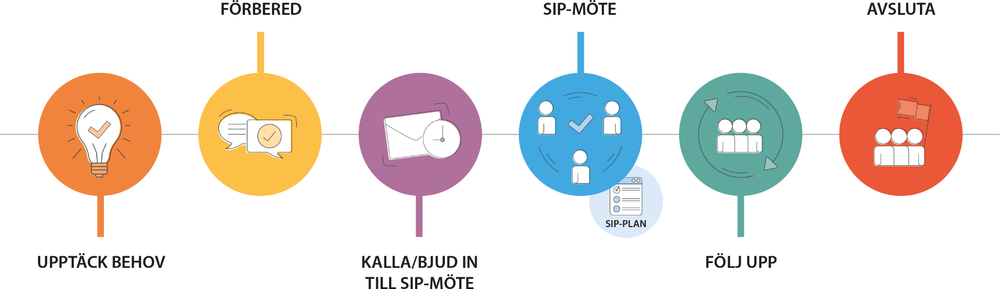 UPPTÄCK BEHOV
FÖRBERED
KALLA/BJUD IN
TILL SIP-MÖTE
SIP-MÖTE
SIP-PLAN
FÖLJ UPP
AVSLUTA